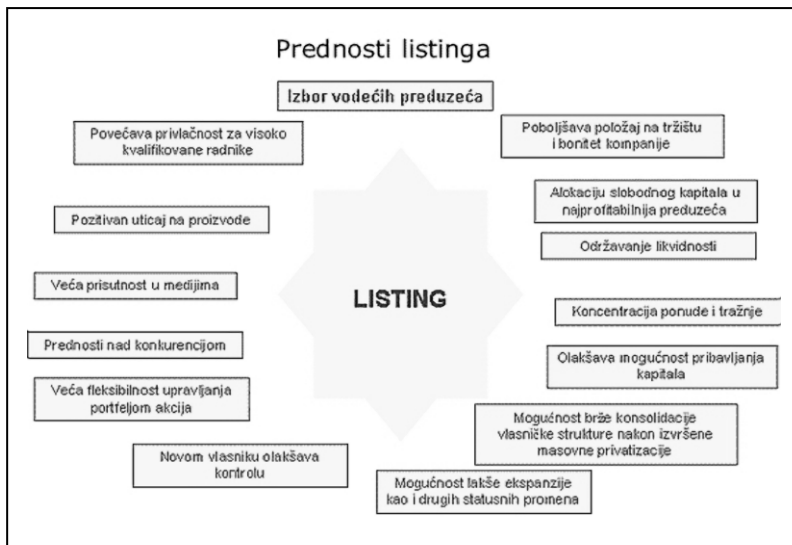 Prednosti listinga
Izbor vodećih preduzeća
Povećava privlačnost za visoko
kvalifikovane radnike
Poboljšava položaj na tržištu
i bonitet kompanije
Pozitivan uticaj na proizvode
Alokaciju slobodnog kapitala u
najprofitabilnija preduzeća
Održavanje likvidnosti
Veća prisutnost u medijima
LISTING
Koncentracija ponude i tražnje
Prednosti nad konkurencijom
Olakšava mogućnost pribavljanja
kapitala
Veća fleksibilnost upravljanja
portfeljom akcija
Mogućnost brže konsolidacije
vlasničke strukture nakon izvršene
masovne privatizacije
Novom vlasniku olakšava
kontrolu
Mogućnost lakše ekspanzije
kao i drugih statusnih promena